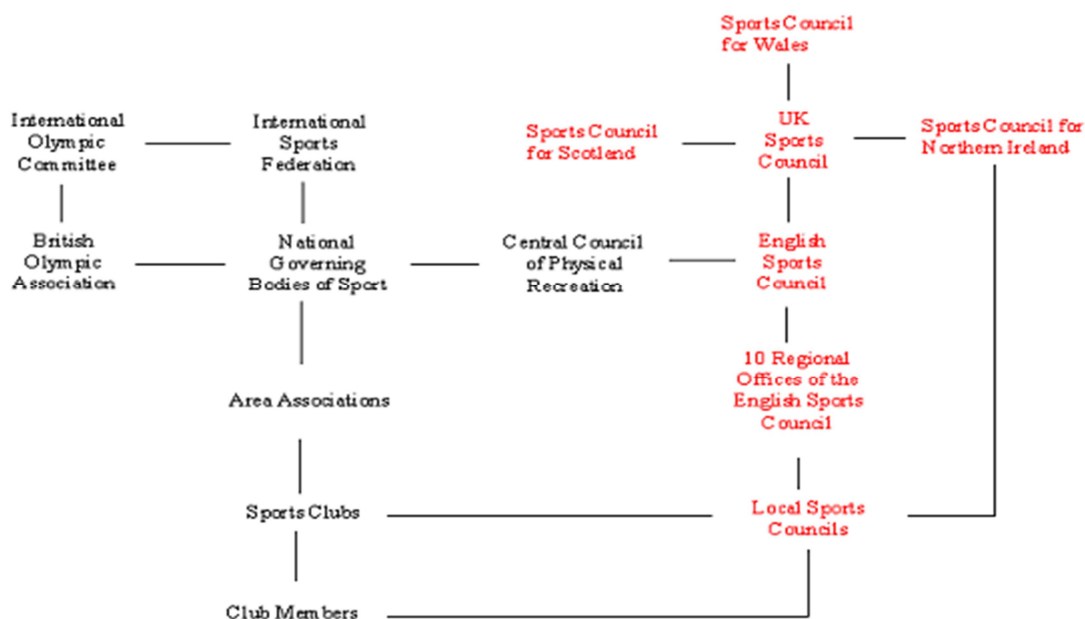 Sports Council
for Wales
International
Olympic
Committee
International
Sports
Federation
Sports Council
for Scotland
UK
Sports
Council
Sports Council for
Northern Ireland
British
Olympic
Association
National
Governing
Bodies of Sport
Central Council
of Physical
Recreation
English
Sports
Council
10 Regional
Offices of the
English Sports
Council
Area Associations
Sports Clubs
Local Sports
Councils
Club Members